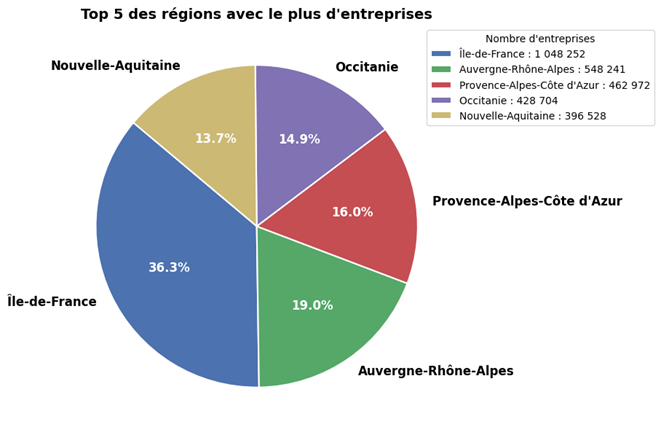 Top 5 des régions avec le plus d'entreprises
Nombre d'entreprises
Île-de-France : 1 048 252
Auvergne-Rhône-Alpes : 548 241
Provence-Alpes-Côte d'Azur : 462 972
Occitanie : 428 704
Nouvelle-Aquitaine : 396 528
Nouvelle-Aquitaine
Occitanie
13.7%
14.9%
Provence-Alpes-Côte d'Azur
16.0%
36.3%
Île-de-France
19.0%
Auvergne-Rhône-Alpes